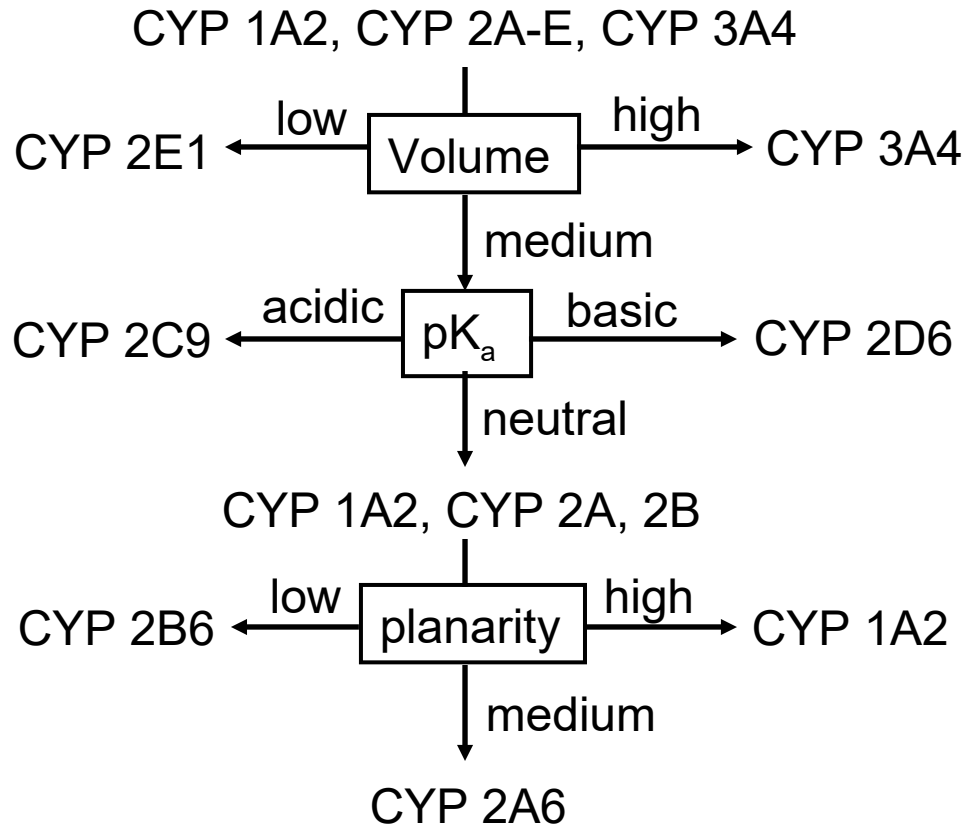 CYP 1A2, CYP 2A-E, CYP 3A4
low
high
CYP 2E1
Volume
CYP 3A4
medium
acidic
basic
CYP 2C9
pKₐ
CYP 2D6
neutral
CYP 1A2, CYP 2A, 2B
low
high
CYP 2B6
planarity
CYP 1A2
medium
CYP 2A6